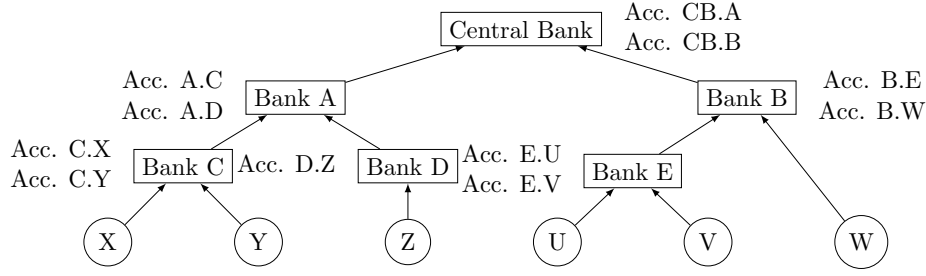 Central Bank
Acc. CB.A
Acc. CB.B
Acc. A.C
Acc. A.D
Bank A
Bank B
Acc. B.E
Acc. B.W
Acc. C.X
Acc. C.Y
Bank C
Acc. D.Z
Bank D
Acc. E.U
Acc. E.V
Bank E
X
Y
Z
U
V
W